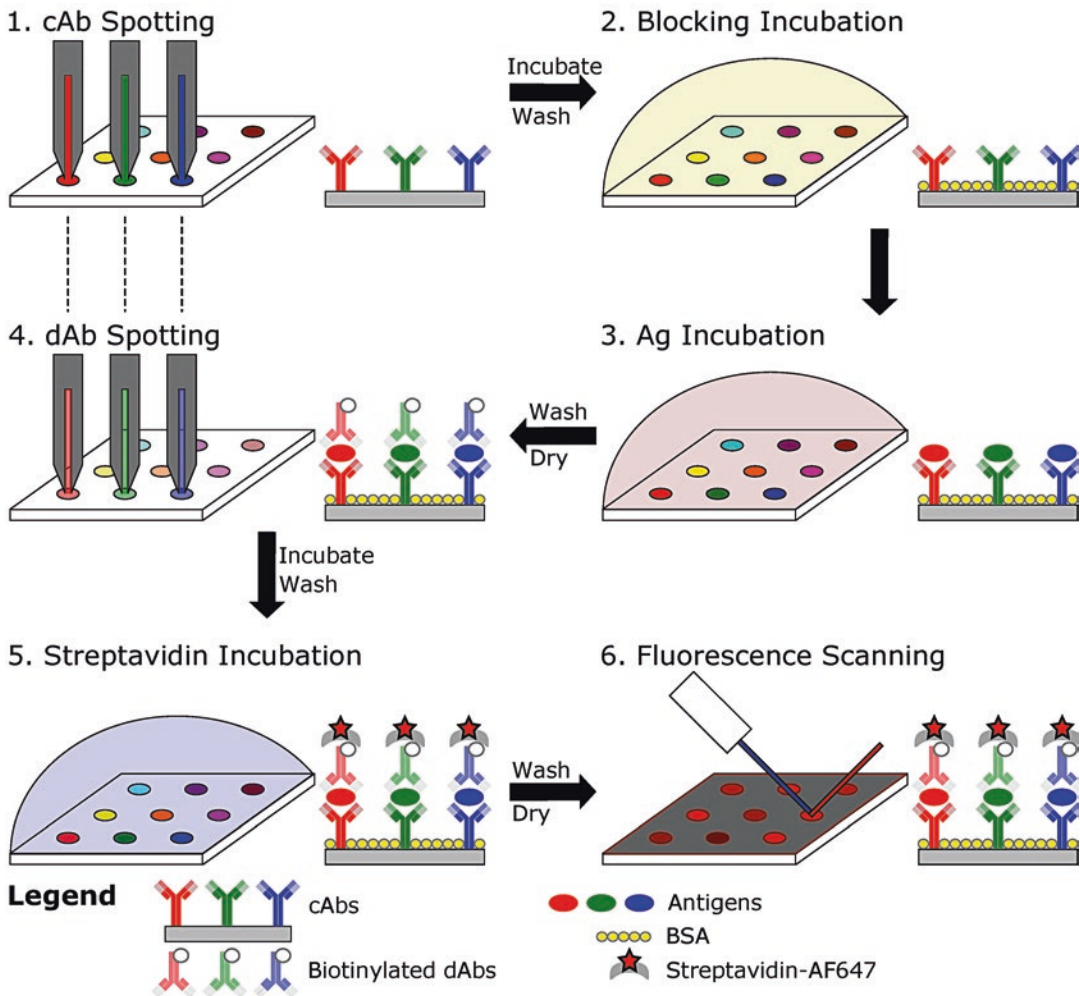 1. cAb Spotting
Incubate
Wash
2. Blocking Incubation
4. dAb Spotting
Wash
Dry
3. Ag Incubation
Incubate
Wash
5. Streptavidin Incubation
Wash
Dry
6. Fluorescence Scanning
Legend
cAbs
Biotinylated dAbs
Antigens
BSA
Streptavidin-AF647